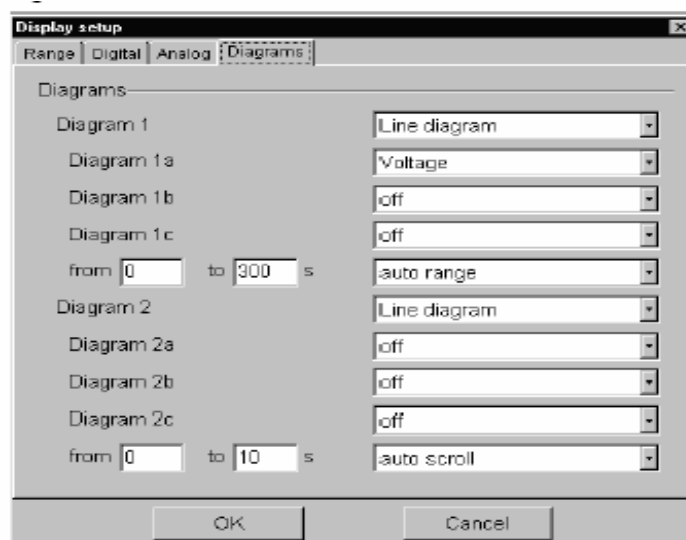 Display setup
Range Digital Analog Diagrams
Diagrams
Diagram 1 Line diagram
Diagram 1a Voltage
Diagram 1b off
Diagram 1c off
from 0 to 300 s auto range
Diagram 2 Line diagram
Diagram 2a off
Diagram 2b off
Diagram 2c off
from 0 to 10 s auto scroll
OK Cancel